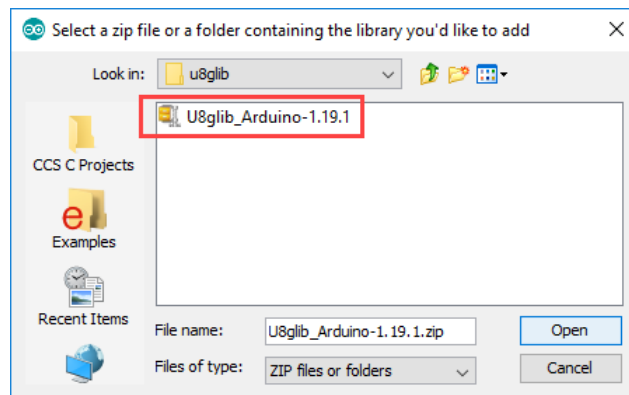 Select a zip file or a folder containing the library you'd like to add
Look in: u8glib
U8glib_Arduino-1.19.1
CCS C Projects
Examples
Recent Items
File name: U8glib_Arduino-1.19.1.zip Open
Files of type: ZIP files or folders Cancel